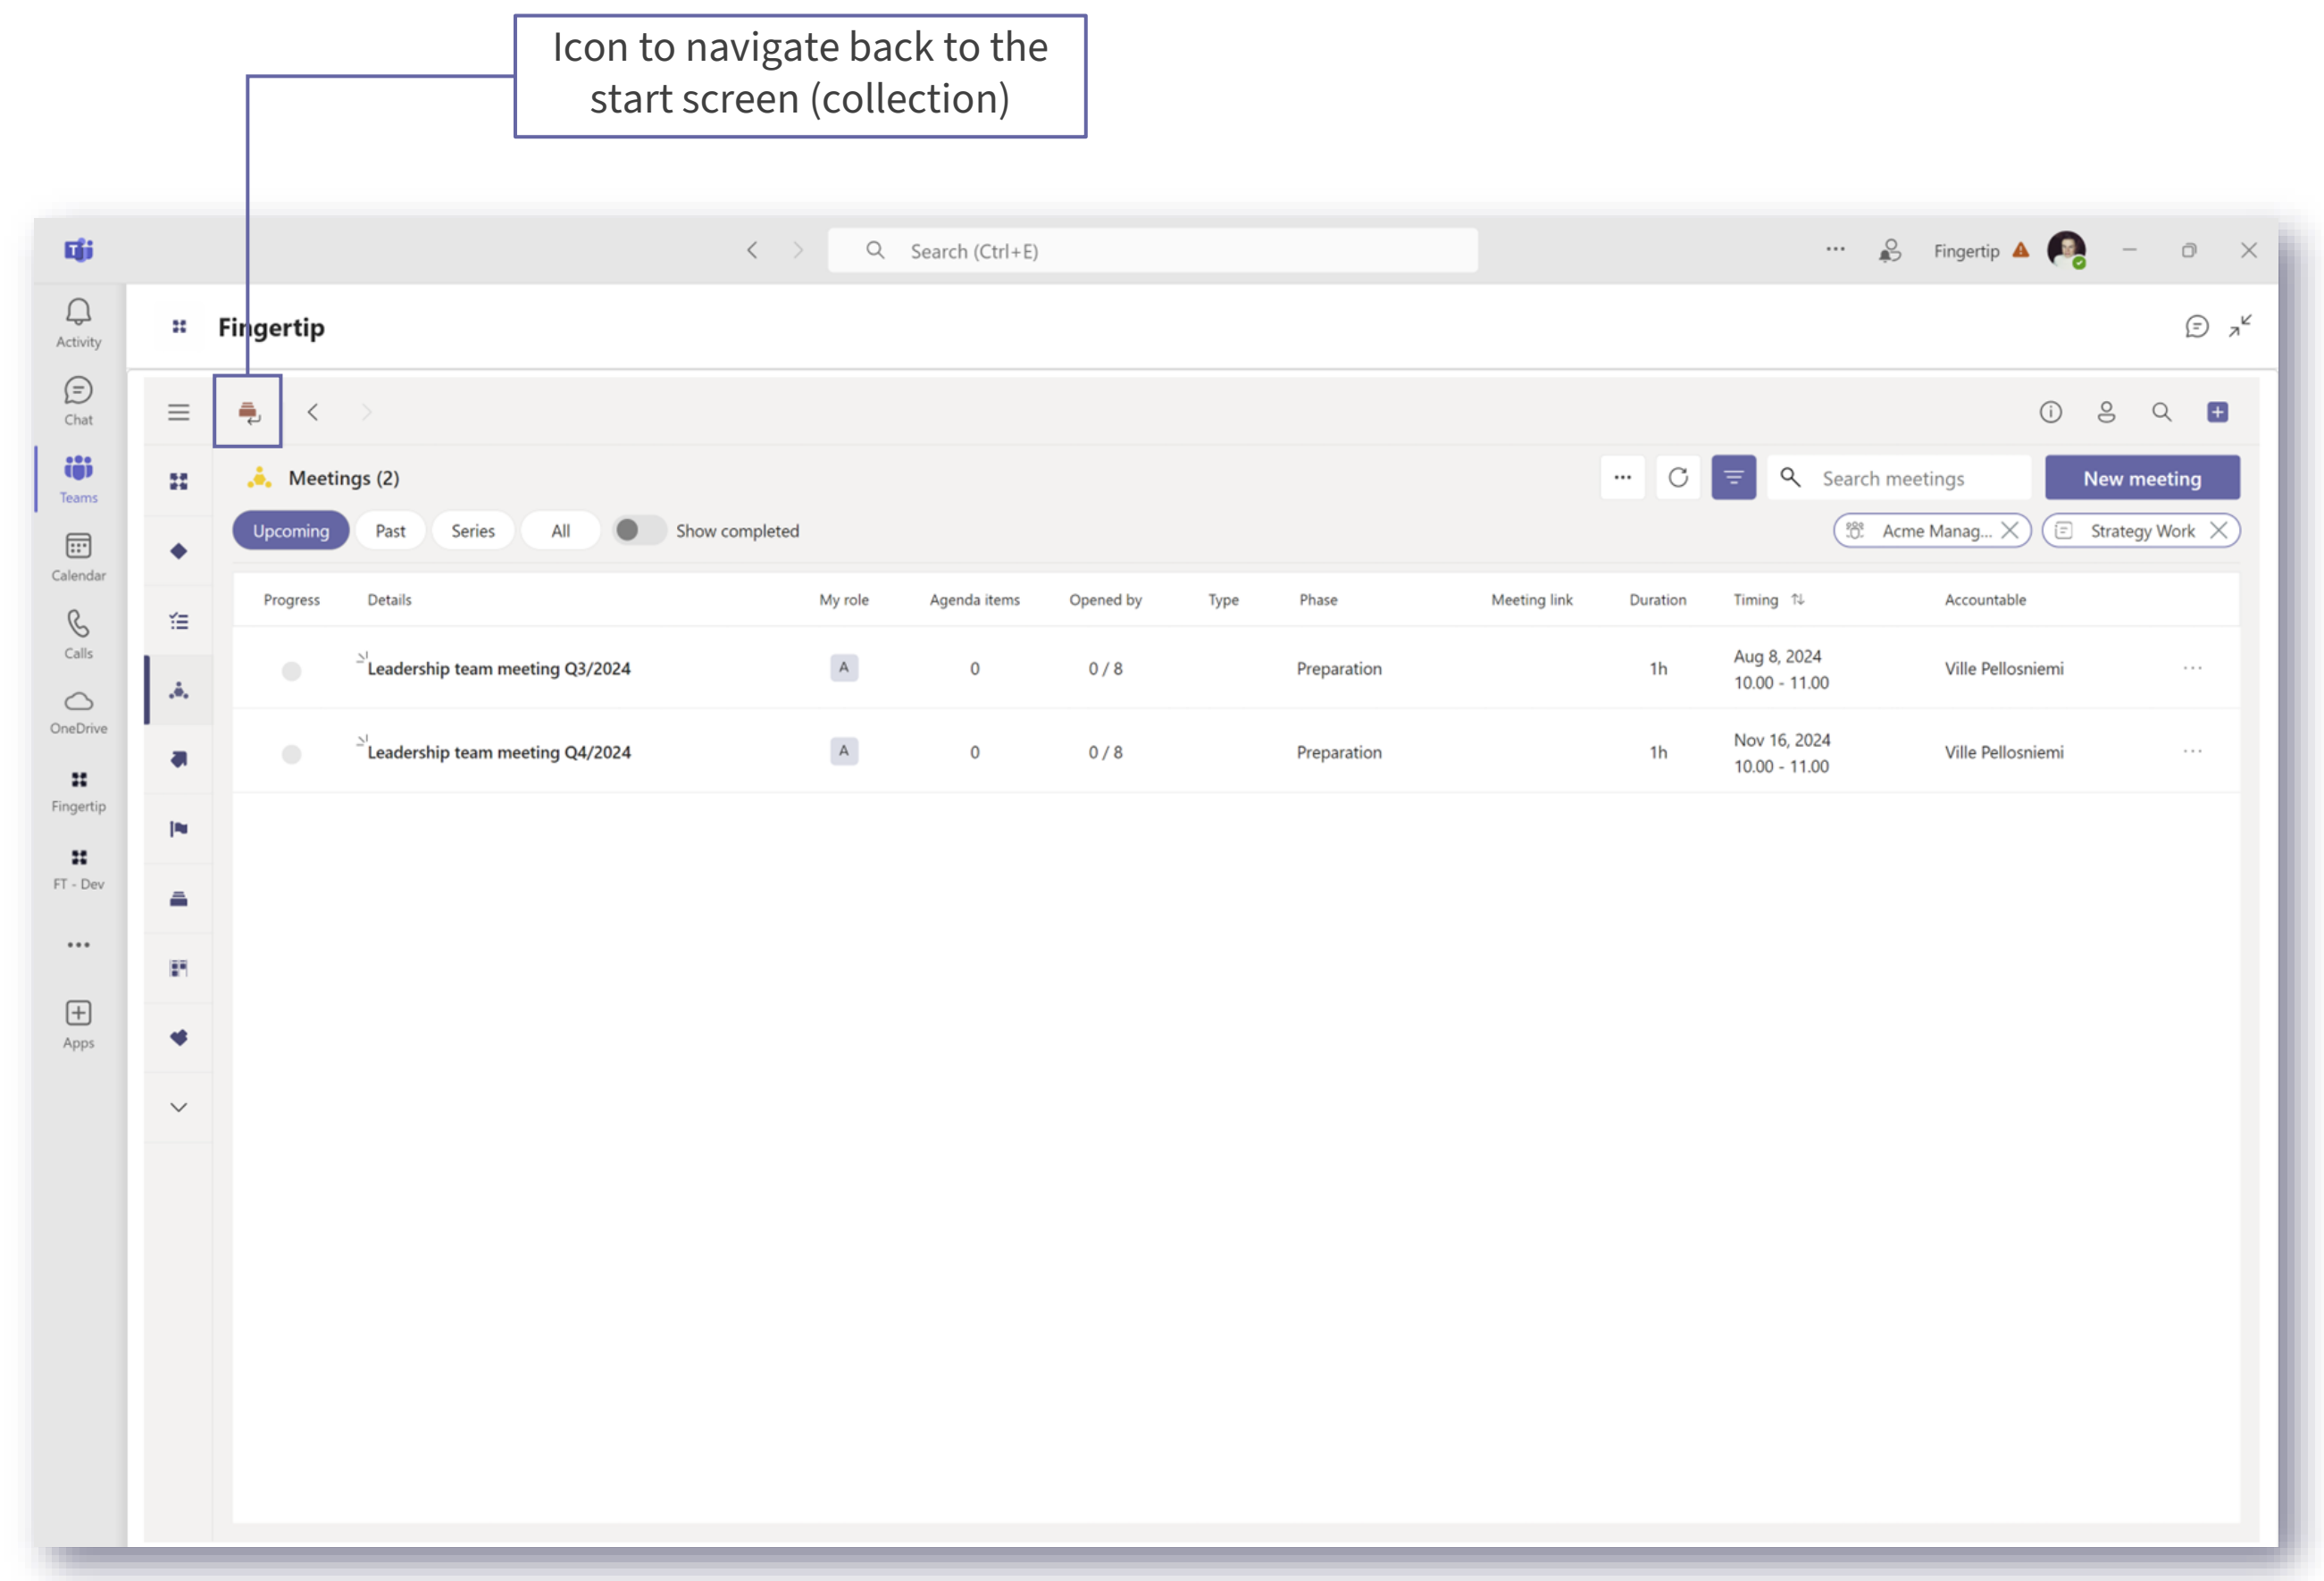 Icon to navigate back to the
start screen (collection)
Search (Ctrl+E)
Fingertip
Activity
Fingertip
Chat
Teams
Meetings (2)
Search meetings
New meeting
Upcoming
Past
Series
All
Show completed
Acme Manag...
Strategy Work
Calendar
Progress
Details
My role
Agenda items
Opened by
Type
Phase
Meeting link
Duration
Timing
Accountable
Calls
Leadership team meeting Q3/2024
A
0
0 / 8
Preparation
1h
Aug 8, 2024
10.00 - 11.00
Ville Pellosniemi
OneDrive
Leadership team meeting Q4/2024
A
0
0 / 8
Preparation
1h
Nov 16, 2024
10.00 - 11.00
Ville Pellosniemi
Fingertip
FT - Dev
Apps